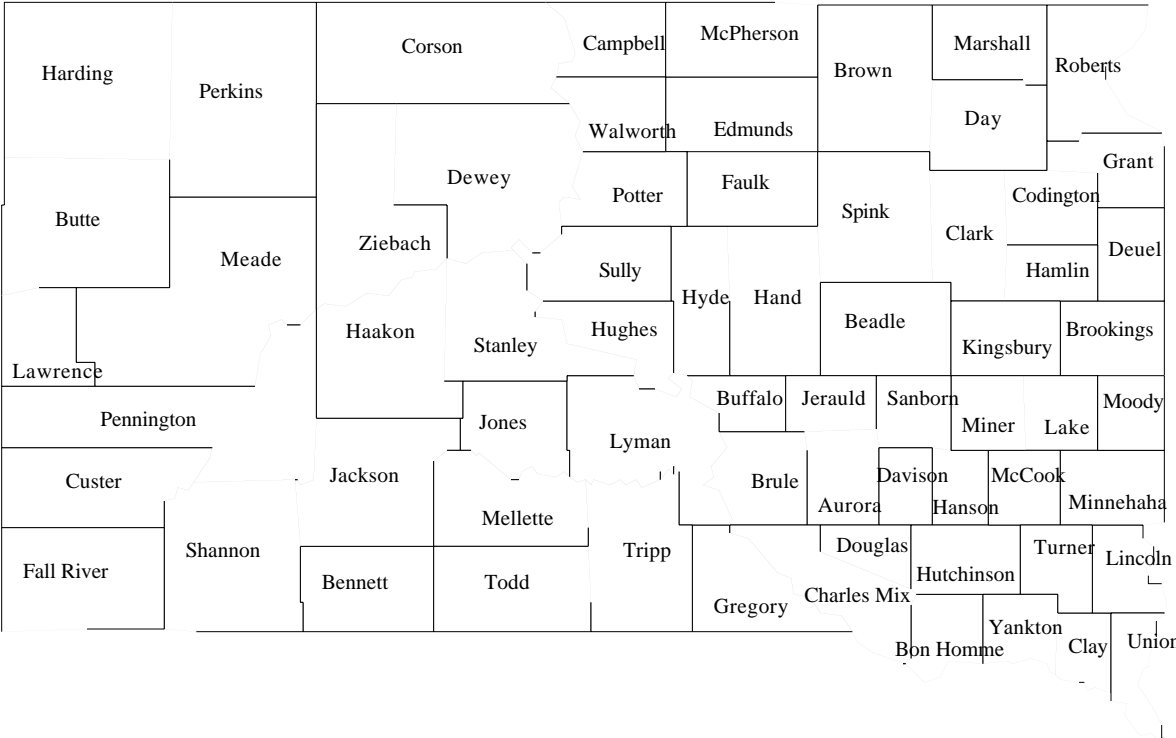 Harding
Perkins
Corson
Campbell
McPherson
Brown
Marshall
Roberts
Walworth
Edmunds
Day
Grant
Dewey
Potter
Faulk
Spink
Codington
Clark
Butte
Ziebach
Meade
Sully
Hyde
Hand
Hamlin
Deuel
Haakon
Stanley
Hughes
Beadle
Kingsbury
Brookings
Lawrence
Pennington
Jones
Lyman
Buffalo
Jerauld
Sanborn
Miner
Lake
Moody
Custer
Jackson
Brule
Aurora
Davison
Hanson
McCook
Minnehaha
Shannon
Mellette
Tripp
Douglas
Hutchinson
Turner
Lincoln
Fall River
Bennett
Todd
Gregory
Charles Mix
Bon Homme
Yankton
Clay
Union